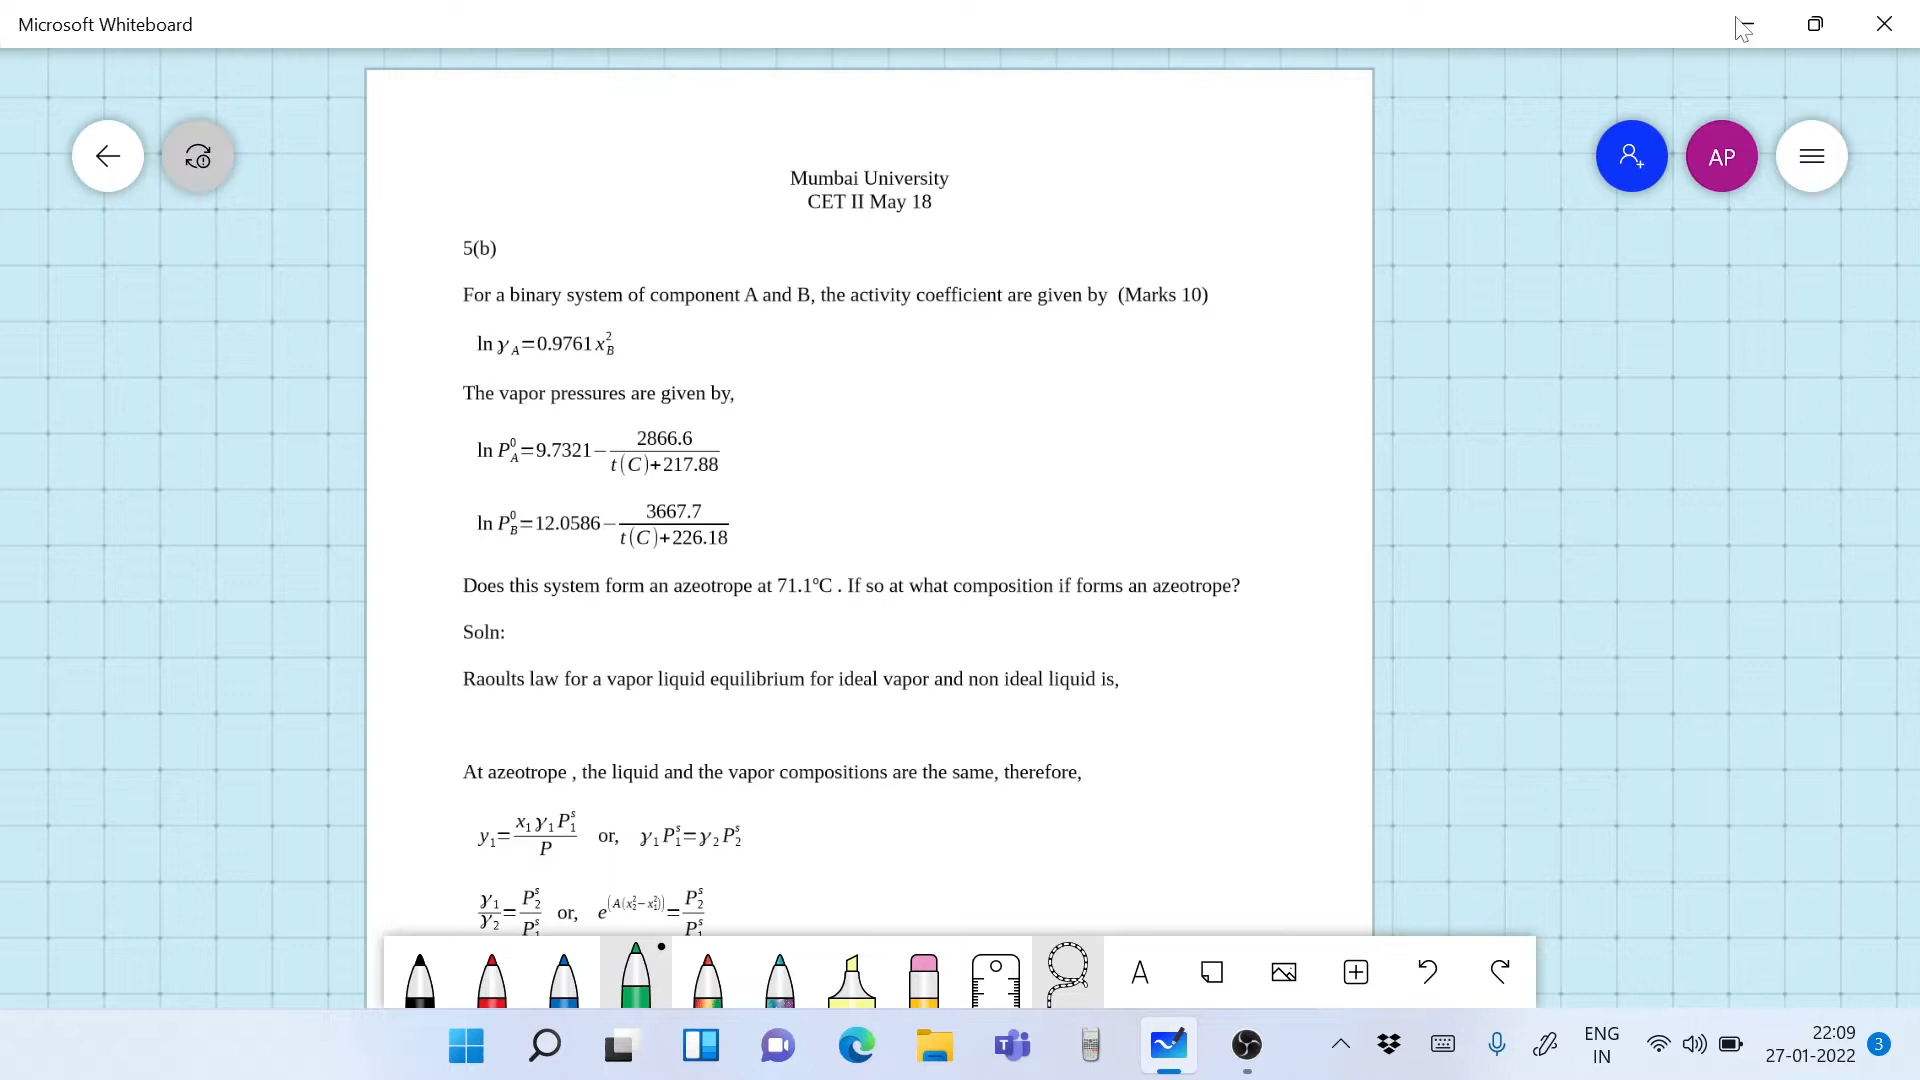 Microsoft Whiteboard
AP
Mumbai University
CET II May 18
5(b)
For a binary system of component A and B, the activity coefficient are given by (Marks 10)
ln γ_A=0.9761 x_B^2
The vapor pressures are given by,
ln P_A^0=9.7321−2866.6/(t(C)+217.88)
ln P_B^0=12.0586−3667.7/(t(C)+226.18)
Does this system form an azeotrope at 71.1°C . If so at what composition if forms an azeotrope?
Soln:
Raoults law for a vapor liquid equilibrium for ideal vapor and non ideal liquid is,
At azeotrope , the liquid and the vapor compositions are the same, therefore,
y_1=x_1 γ_1 P_1^s/P or, γ_1 P_1^s=γ_2 P_2^s
γ_1/γ_2=P_2^s/P_1^s or, e^(A(x_2^2−x_1^2))=P_2^s/P_1^s
A
ENG
IN
22:09
27-01-2022
3